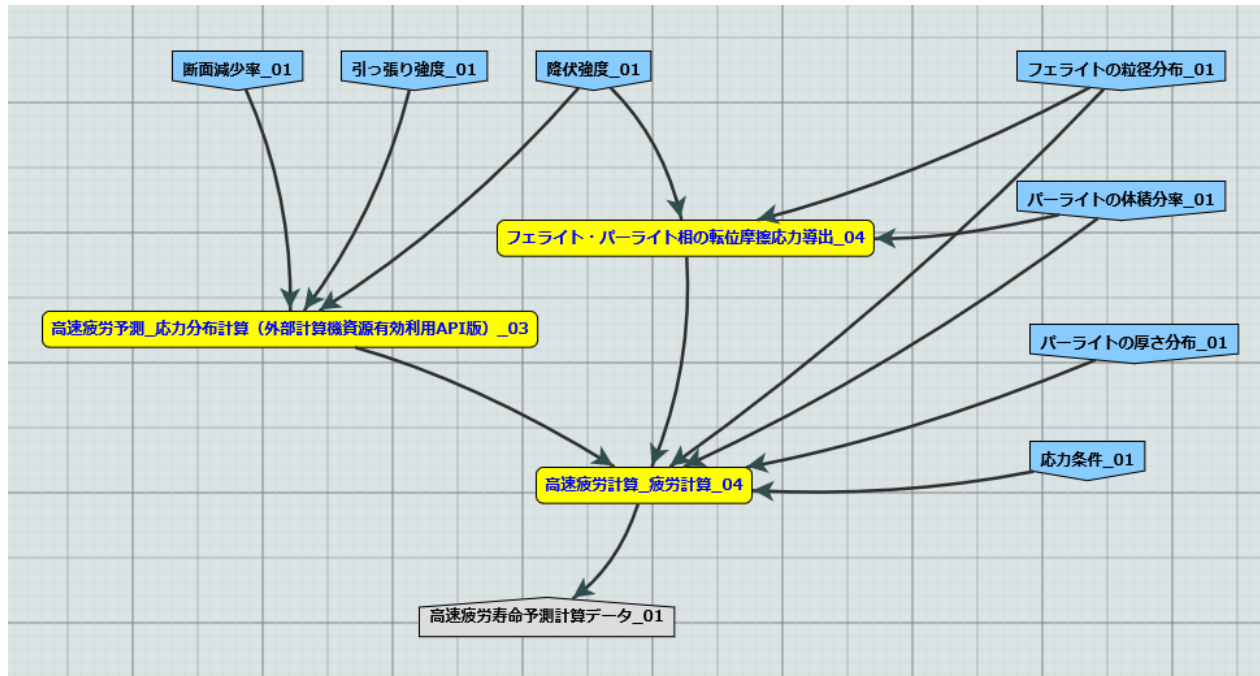 断面減少率_01
引っ張り強度_01
降伏強度_01
フェライトの粒径分布_01
パーライトの体積分率_01
フェライト・パーライト相の転位摩擦応力導出_04
高速疲労予測_応力分布計算（外部計算機資源有効利用API版）_03
パーライトの厚さ分布_01
応力条件_01
高速疲労計算_疲労計算_04
高速疲労寿命予測計算データ_01